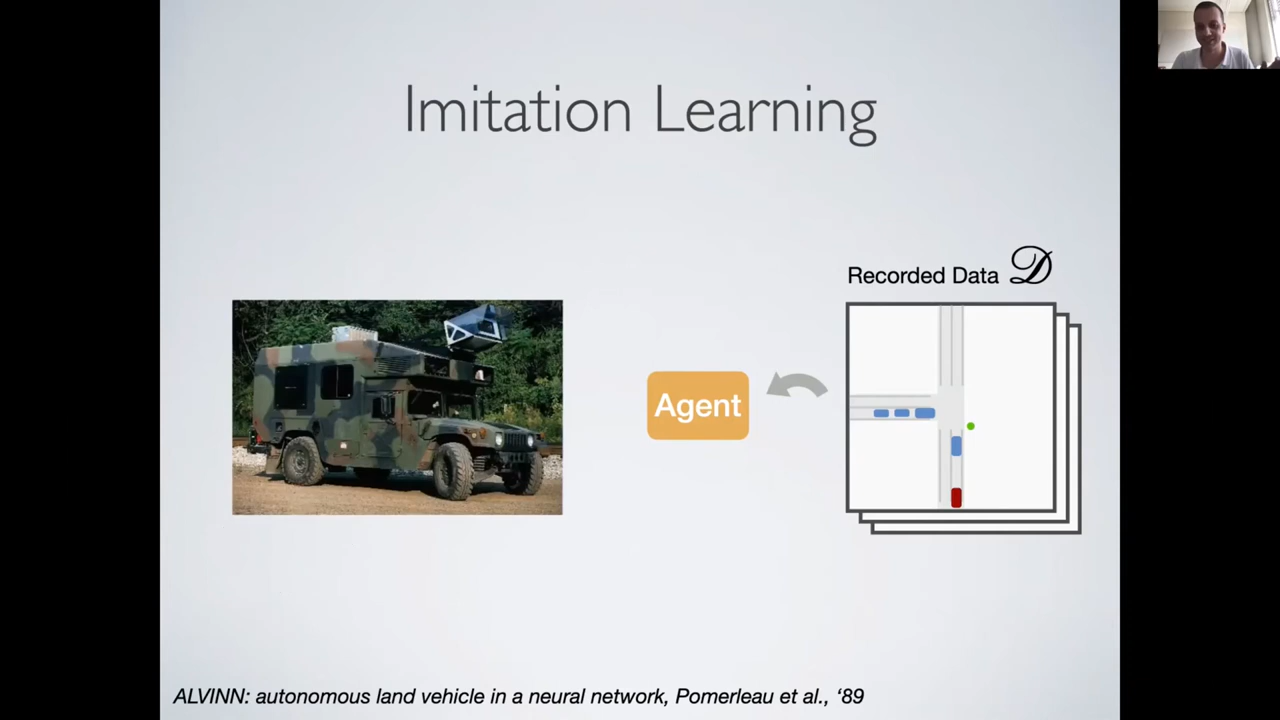 Imitation Learning
Recorded Data 𝒟
Agent
ALVINN: autonomous land vehicle in a neural network, Pomerleau et al., ‘89